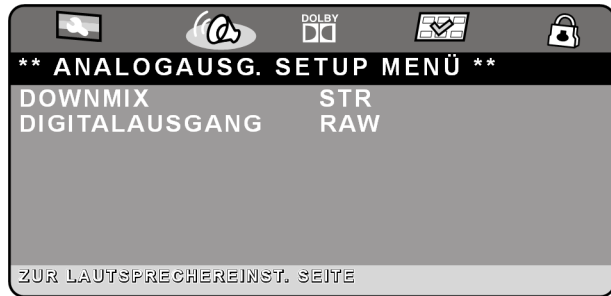 DOLBY
** ANALOGAUSG. SETUP MENÜ **
DOWNMIX STR
DIGITALAUSGANG RAW
ZUR LAUTSPRECHEREINST. SEITE